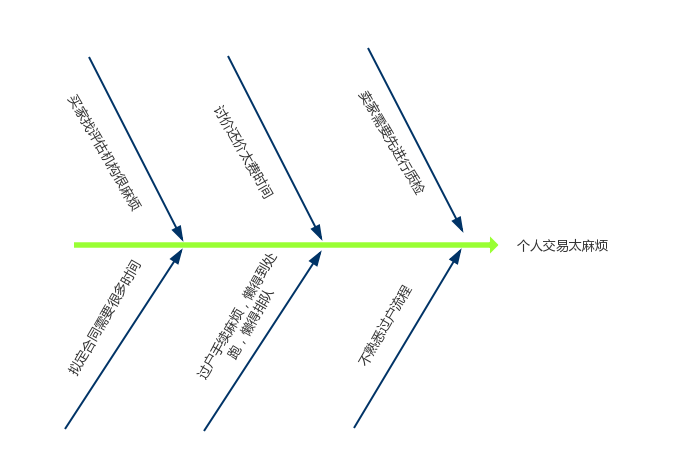 买家找评估机构很麻烦
讨价还价太费时间
卖家需要先进行质检
个人交易太麻烦
拟定合同需要很多时间
过户手续麻烦，懒得到处
跑，懒得排队
不熟悉过户流程